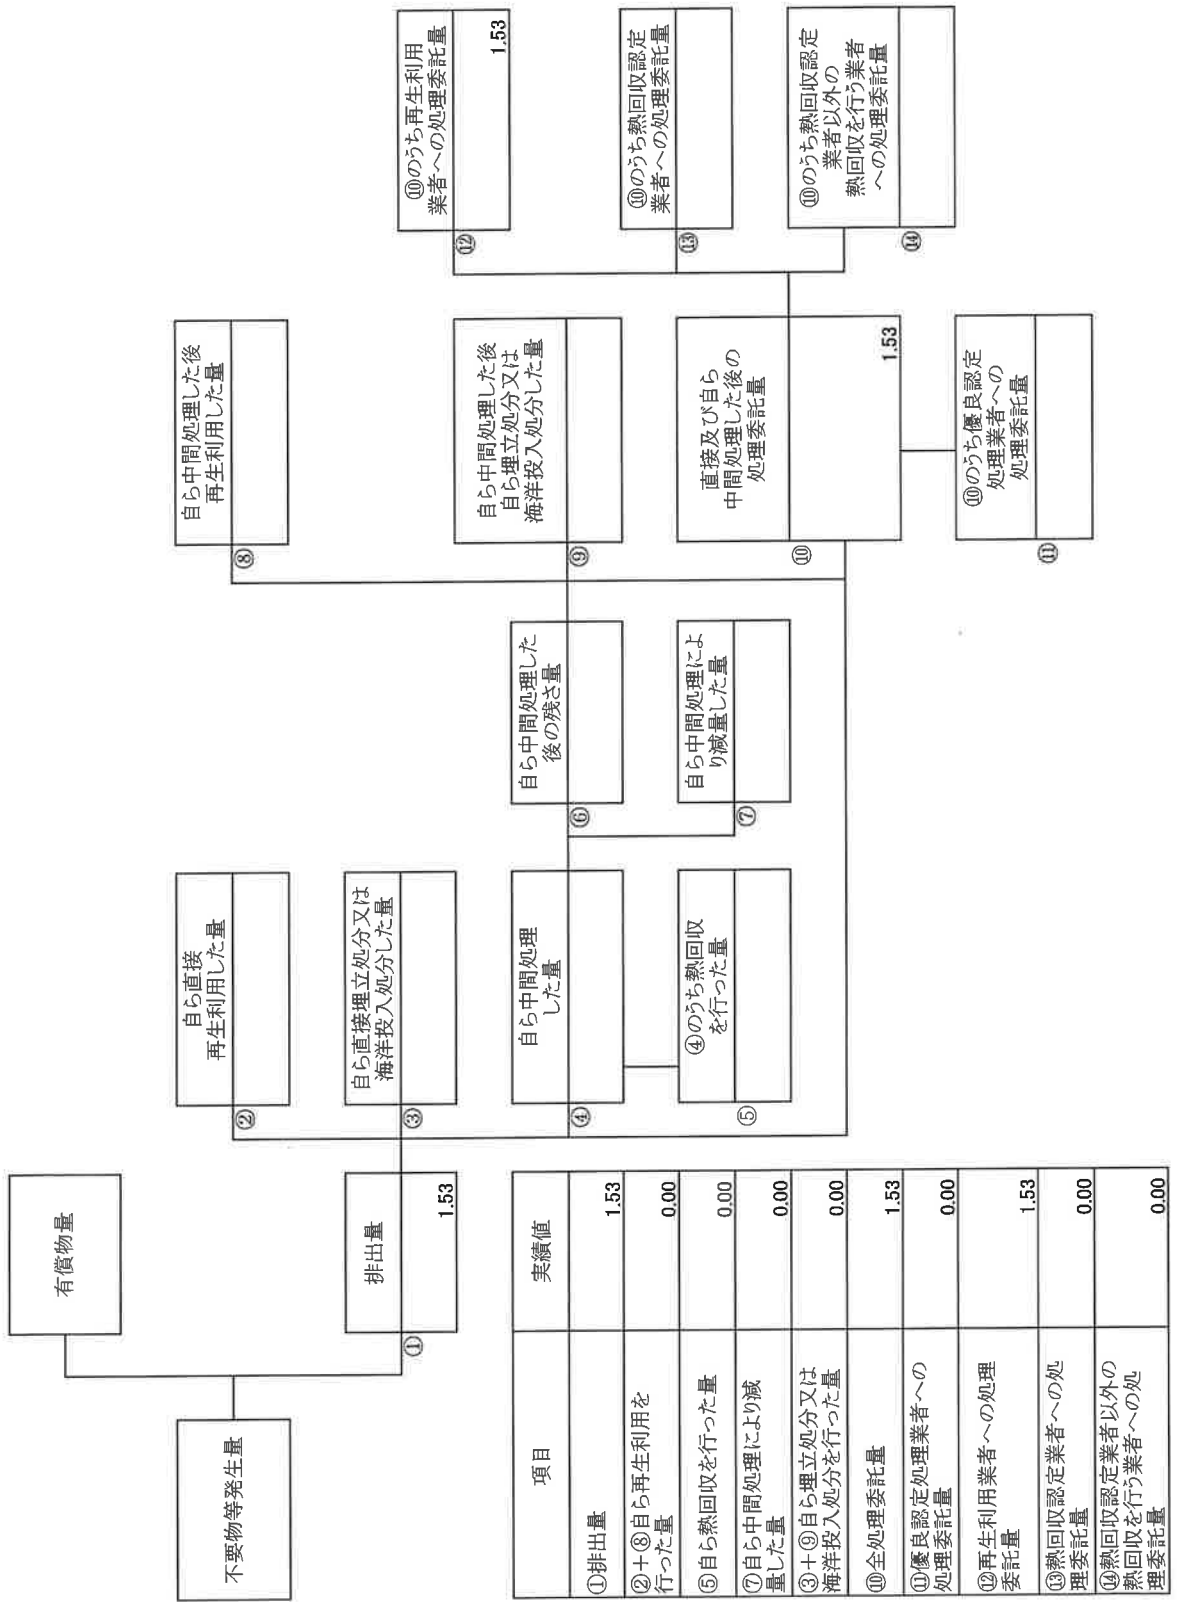 不要物等発生量
有償物量
排出量
①
1.53
自ら直接
再生利用した量
②
自ら直接埋立処分又は
海洋投入処分した量
③
自ら中間処理
した量
④
④のうち熱回収
を行った量
⑤
自ら中間処理した
後の残さ量
⑥
自ら中間処理によ
り減量した量
⑦
自ら中間処理した後
再生利用した量
⑧
自ら中間処理した後
自ら埋立処分又は
海洋投入処分した量
⑨
直接及び自ら
中間処理した後の
処理委託量
⑩
1.53
⑩のうち優良認定
処理業者への
処理委託量
⑪
⑩のうち再生利用
業者への処理委託量
⑫
1.53
⑩のうち熱回収認定
業者への処理委託量
⑬
⑩のうち熱回収認定
業者以外の
熱回収を行う業者
への処理委託量
⑭
項目 実績値
①排出量 1.53
②+⑧自ら再生利用を
行った量 0.00
⑤自ら熱回収を行った量 0.00
⑦自ら中間処理により減
量した量 0.00
③+⑨自ら埋立処分又は
海洋投入処分を行った量 0.00
⑩全処理委託量 1.53
⑪優良認定処理業者への
処理委託量 0.00
⑫再生利用業者への処理
委託量 1.53
⑬熱回収認定業者への処
理委託量 0.00
⑭熱回収認定業者以外の
熱回収を行う業者への処
理委託量 0.00